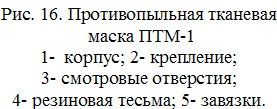 Рис. 16. Противопыльная тканевая
маска ПТМ-1
1- корпус; 2- крепление;
3- смотровые отверстия;
4- резиновая тесьма; 5- завязки.